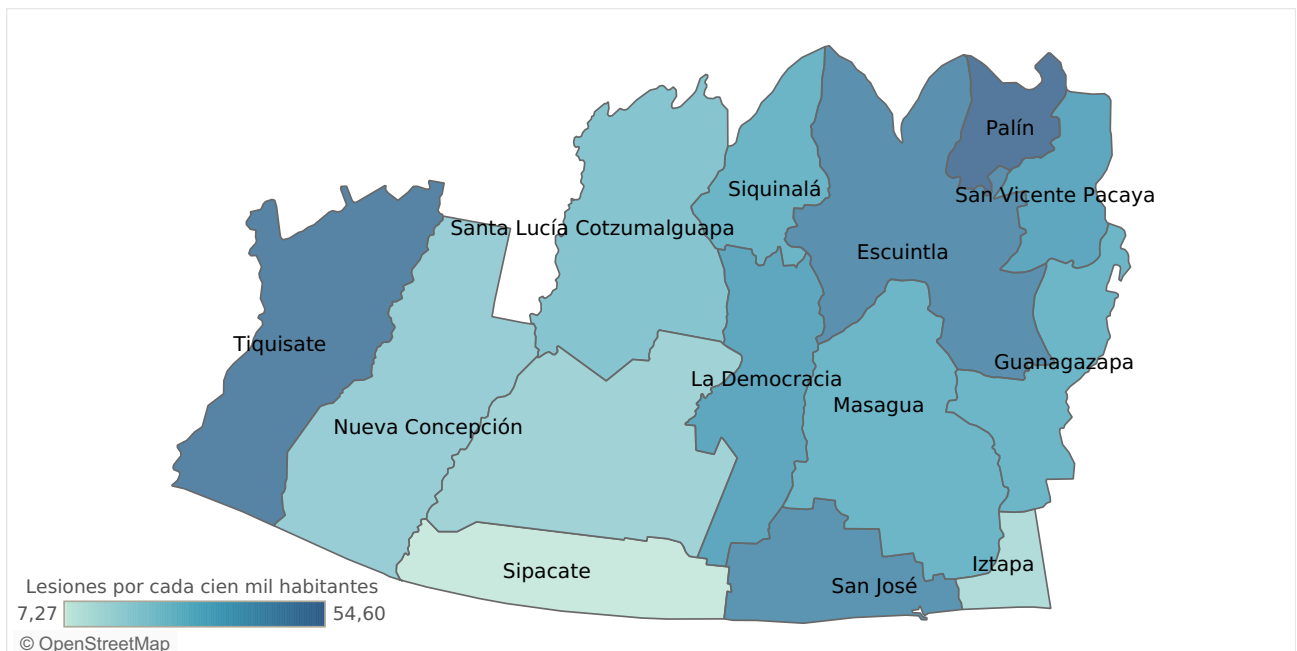 Palín
Siquinalá
San Vicente Pacaya
Santa Lucía Cotzumalguapa
Escuintla
Tiquisate
Guanagazapa
La Democracia
Masagua
Nueva Concepción
Iztapa
Sipacate
San José
Lesiones por cada cien mil habitantes
7,27 54,60
© OpenStreetMap